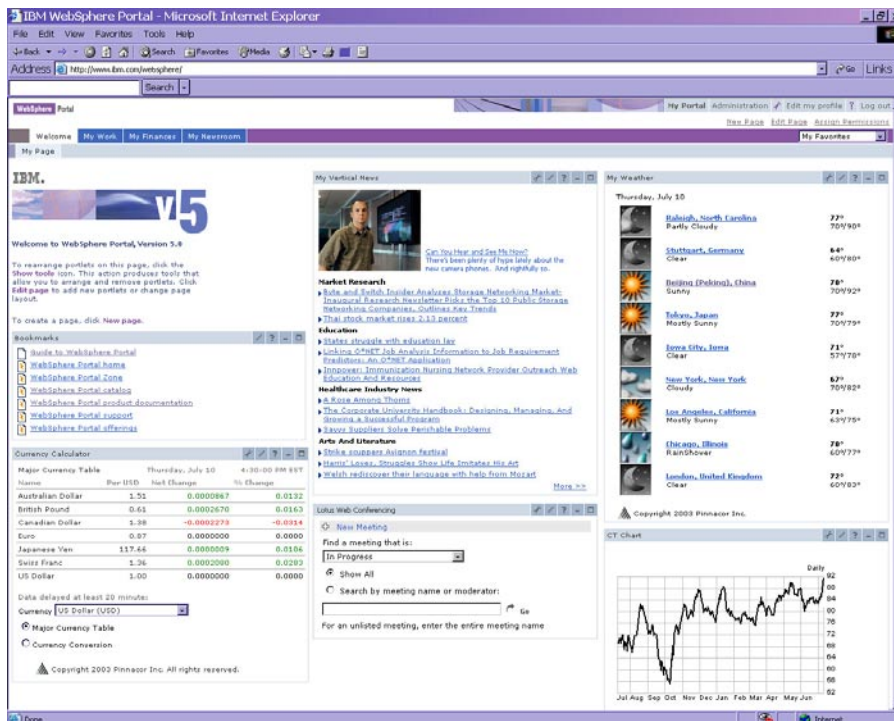 IBM WebSphere Portal - Microsoft Internet Explorer
File Edit View Favorites Tools Help
Back Search Favorites Media
Address http://www.ibm.com/websphere/ Go Links
Search
WebSphere Portal
My Portal Administration Edit my profile ? Log out
New Page Edit Page Assign Permissions
Welcome My Work My Finances My Newsroom
My Favorites
My Page
IBM.
v5
Welcome to WebSphere Portal, Version 5.0
To rearrange portlets on this page, click the
Show tools icon. This action produces tools that
allow you to arrange and remove portlets. Click
Edit page to add new portlets or change page
layout.
To create a page, click New page.
Bookmarks
Guide to WebSphere Portal
WebSphere Portal home
WebSphere Portal Zone
WebSphere Portal catalog
WebSphere Portal product documentation
WebSphere Portal support
WebSphere Portal offerings
Currency Calculator
Major Currency Table Thursday, July 10 4:30:00 PM EST
Name Per USD Net Change % Change
Australian Dollar 1.51 0.0000867 0.0132
British Pound 0.61 0.0002670 0.0163
Canadian Dollar 1.38 -0.0002273 -0.0314
Euro 0.87 0.0000000 0.0000
Japanese Yen 117.66 0.0000009 0.0106
Swiss Franc 1.36 0.0002080 0.0283
US Dollar 1.00 0.0000000 0.0000
Data delayed at least 20 minute:
Currency US Dollar (USD)
Major Currency Table
Currency Conversion
Copyright 2003 Pinnacor Inc. All rights reserved.
My Vertical News
Can You Hear and See Me Now?
There's been plenty of hype lately about the
new camera phones. And rightfully so.
Market Research
Byte and Switch Insider Analyzes Storage Networking Market-
Inaugural Research Newsletter Picks the Top 10 Public Storage
Networking Companies, Outlines Key Trends
Thai stock market rises 2.13 percent
Education
States struggle with education law
Linking O*NET Job Analysis Information to Job Requirement
Predictors: An O*NET Application
Innpover: Immunization Nursing Network Provider Outreach Web
Education And Resources
Healthcare Industry News
A Rose Among Thorns
The Corporate University Handbook: Designing, Managing, And
Growing a Successful Program
Savvy Suppliers Solve Perishable Problems
Arts And Literature
Strike scuppers Avignon festival
Harris' Loves, Struggles Show Life Imitates His Art
Welsh rediscover their language with help from Mozart
More >>
Lotus Web Conferencing
New Meeting
Find a meeting that is:
In Progress
Show All
Search by meeting name or moderator:
Go
For an unlisted meeting, enter the entire meeting name
My Weather
Thursday, July 10
Raleigh, North Carolina 77°
Partly Cloudy 70°/90°
Stuttgart, Germany 64°
Clear 60°/80°
Beijing (Peking), China 78°
Sunny 70°/92°
Tokyo, Japan 77°
Mostly Sunny 70°/79°
Iowa City, Iowa 71°
Clear 57°/78°
New York, New York 67°
Cloudy 70°/82°
Los Angeles, California 71°
Mostly Sunny 63°/75°
Chicago, Illinois 70°
RainShower 60°/77°
London, United Kingdom 72°
Clear 60°/83°
Copyright 2003 Pinnacor Inc.
CT Chart
Daily
92
88
84
80
76
72
68
64
60
62
Jul Aug Sep Oct Nov Dec Jan Feb Mar Apr May Jun
Done Internet